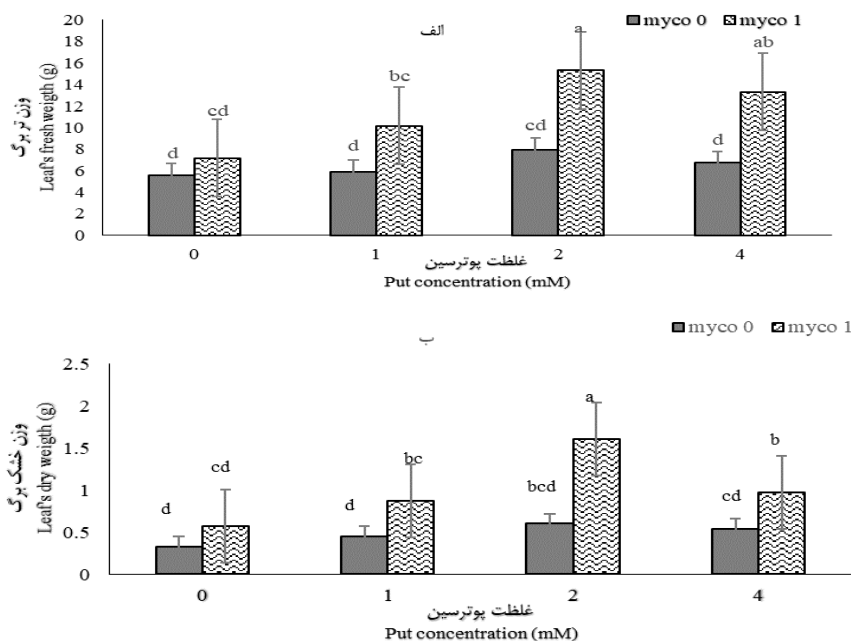 الف
myco 0 myco 1
وزن تر برگ
Leaf's fresh weigth (g)
20
18
16
14
12
10
8
6
4
2
0
d cd d bc cd a d ab
0 1 2 4
غلظت پوترسین
Put concentration (mM)
ب
myco 0 myco 1
وزن خشک برگ
Leaf's dry weigth (g)
2.5
2
1.5
1
0.5
0
d cd d bc bcd a cd b
0 1 2 4
غلظت پوترسین
Put concentration (mM)